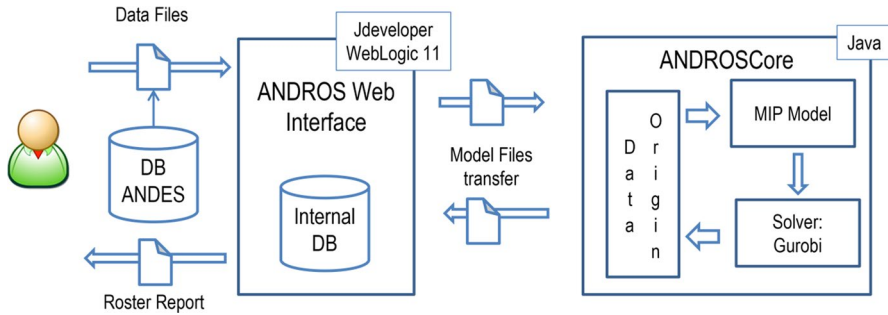 Data Files
DB
ANDES
Roster Report
Jdeveloper
WebLogic 11
ANDROS Web
Interface
Internal
DB
Model Files
transfer
Java
ANDROSCore
Data
Origin
MIP Model
Solver:
Gurobi